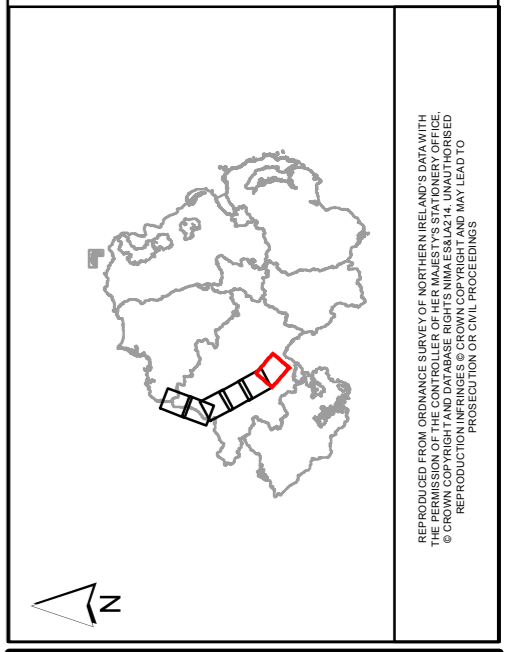 N
REPRODUCED FROM ORDNANCE SURVEY OF NORTHERN IRELAND'S DATA WITH
THE PERMISSION OF THE CONTROLLER OF HER MAJESTY'S STATIONERY OFFICE,
© CROWN COPYRIGHT AND DATABASE RIGHTS NIMA ES&LA214. UNAUTHORISED
REPRODUCTION INFRINGES © CROWN COPYRIGHT AND MAY LEAD TO
PROSECUTION OR CIVIL PROCEEDINGS